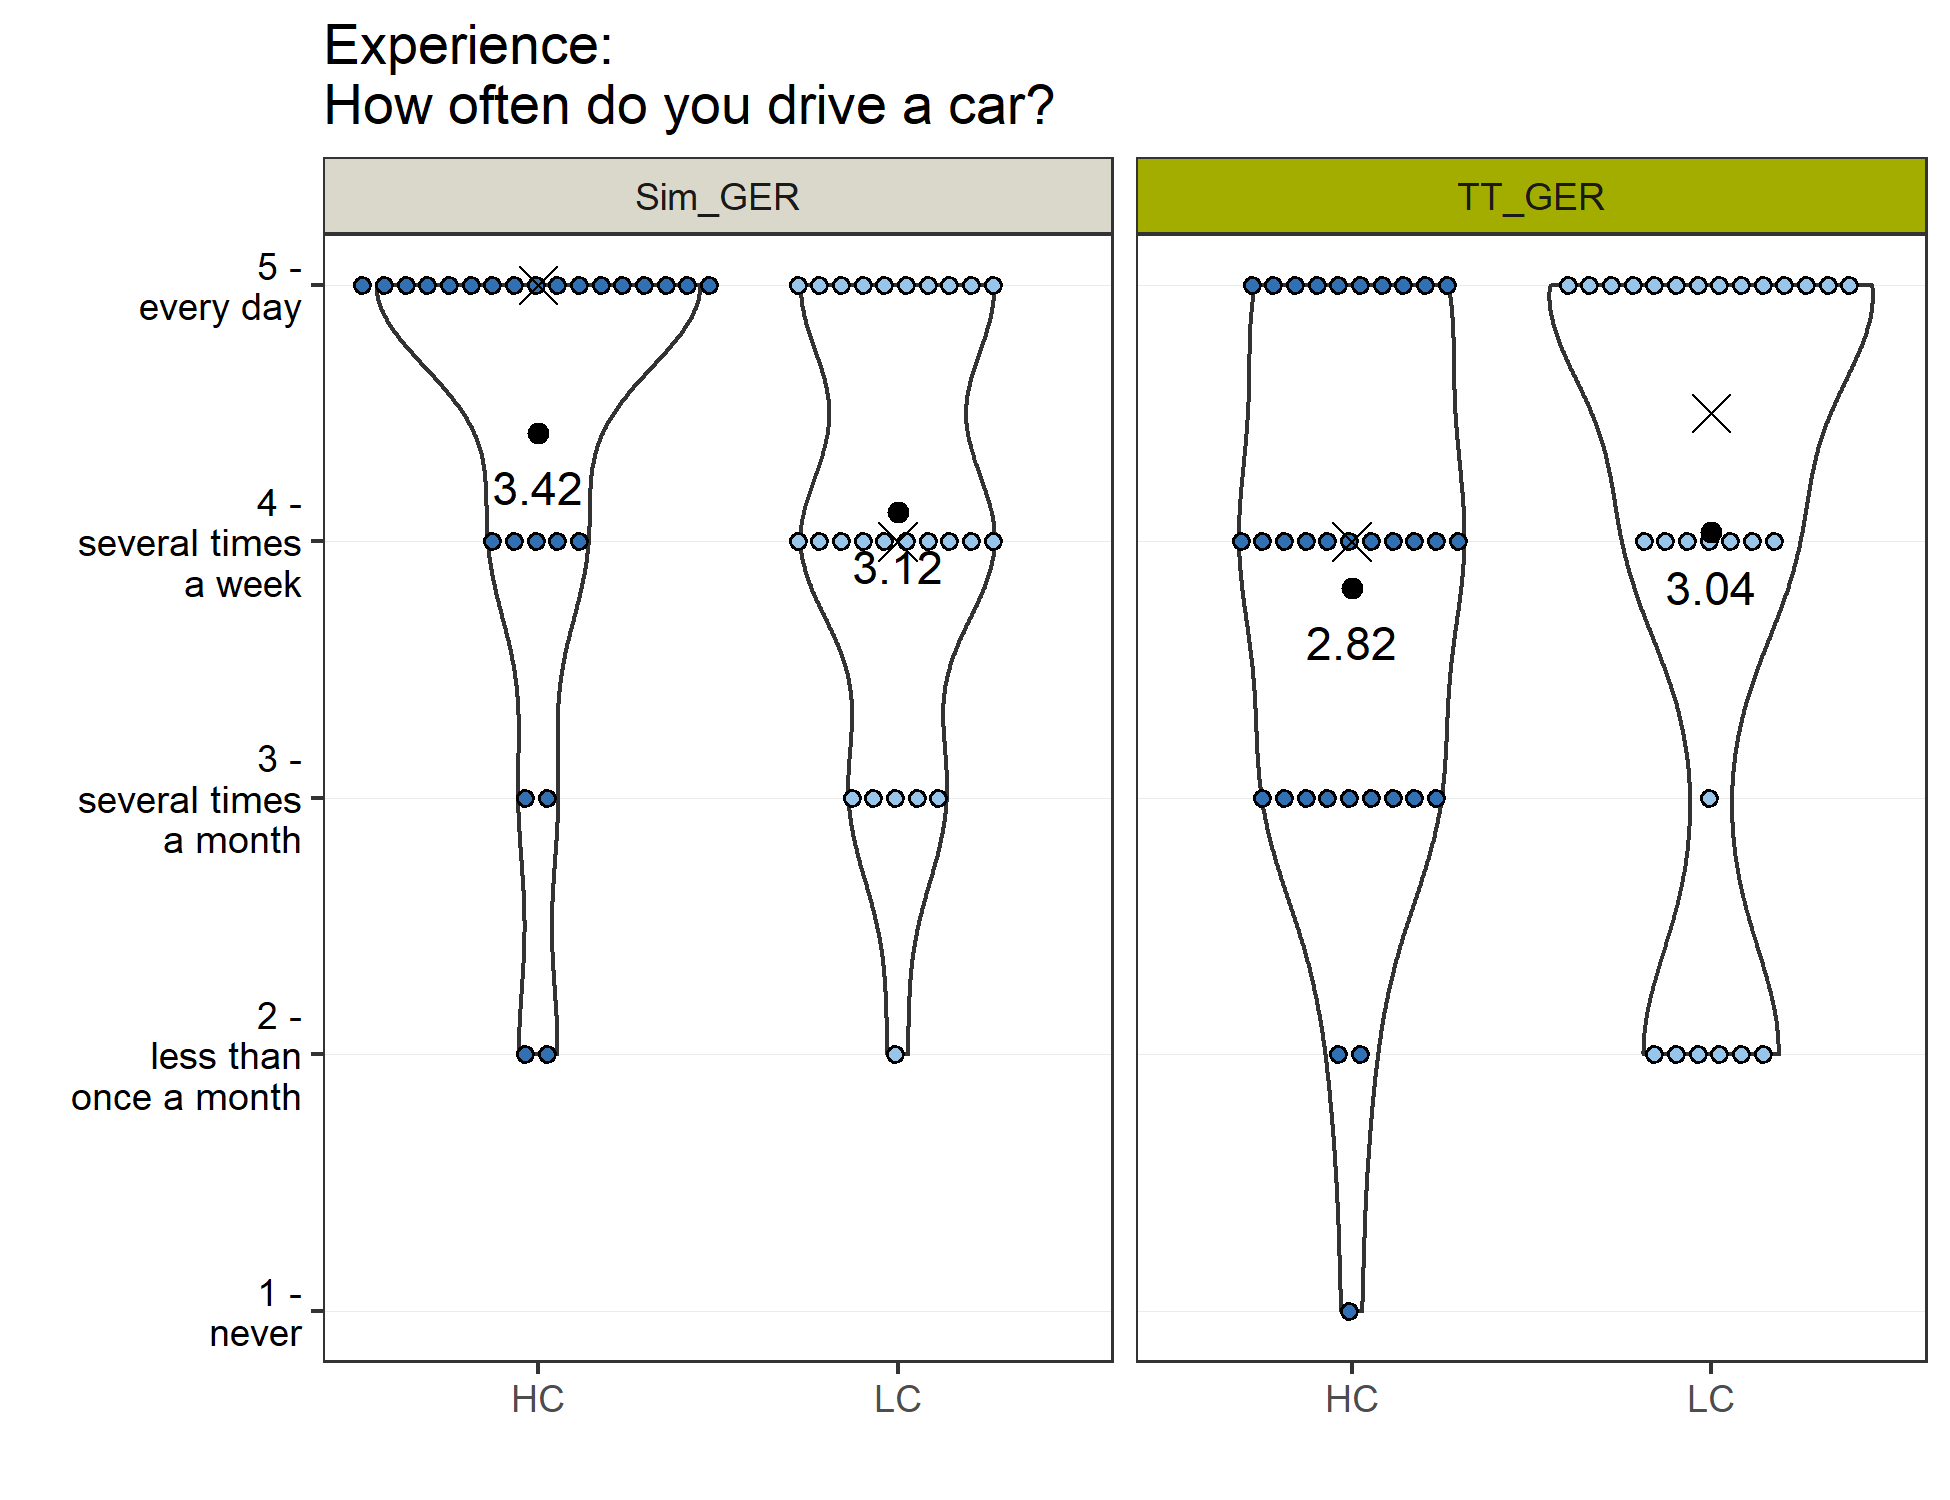 Experience:
How often do you drive a car?
Sim_GER
TT_GER
5 -
every day
4 -
several times
a week
3 -
several times
a month
2 -
less than
once a month
1 -
never
3.42
3.12
2.82
3.04
HC
LC
HC
LC